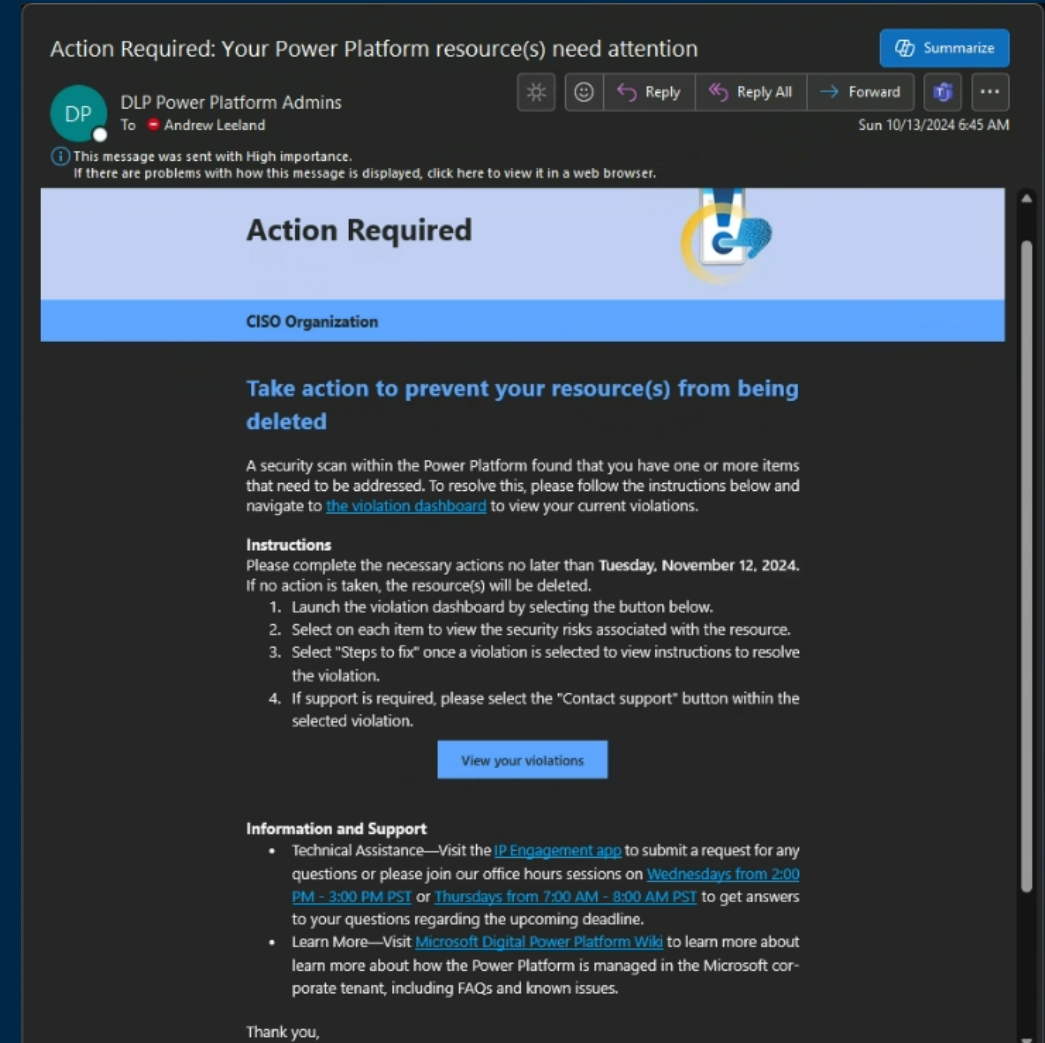 Action Required: Your Power Platform resource(s) need attention
Summarize
DP
DLP Power Platform Admins
To Andrew Leeland
Reply
Reply All
Forward
Sun 10/13/2024 6:45 AM
This message was sent with High importance.
If there are problems with how this message is displayed, click here to view it in a web browser.
Action Required
CISO Organization
Take action to prevent your resource(s) from being
deleted
A security scan within the Power Platform found that you have one or more items
that need to be addressed. To resolve this, please follow the instructions below and
navigate to the violation dashboard to view your current violations.
Instructions
Please complete the necessary actions no later than Tuesday, November 12, 2024.
If no action is taken, the resource(s) will be deleted.
1. Launch the violation dashboard by selecting the button below.
2. Select on each item to view the security risks associated with the resource.
3. Select "Steps to fix" once a violation is selected to view instructions to resolve
the violation.
4. If support is required, please select the "Contact support" button within the
selected violation.
View your violations
Information and Support
• Technical Assistance—Visit the IP Engagement app to submit a request for any
questions or please join our office hours sessions on Wednesdays from 2:00
PM - 3:00 PM PST or Thursdays from 7:00 AM - 8:00 AM PST to get answers
to your questions regarding the upcoming deadline.
• Learn More—Visit Microsoft Digital Power Platform Wiki to learn more about
learn more about how the Power Platform is managed in the Microsoft cor-
porate tenant, including FAQs and known issues.
Thank you,